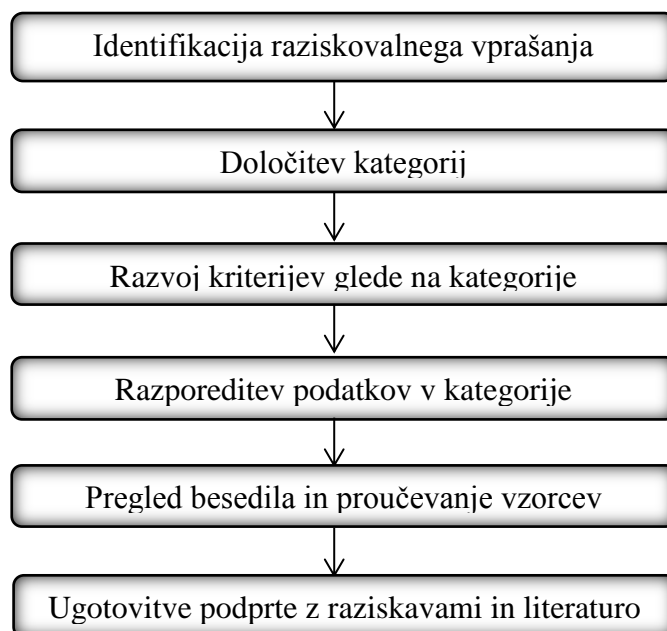 Identifikacija raziskovalnega vprašanja
Določitev kategorij
Razvoj kriterijev glede na kategorije
Razporeditev podatkov v kategorije
Pregled besedila in proučevanje vzorcev
Ugotovitve podprte z raziskavami in literaturo